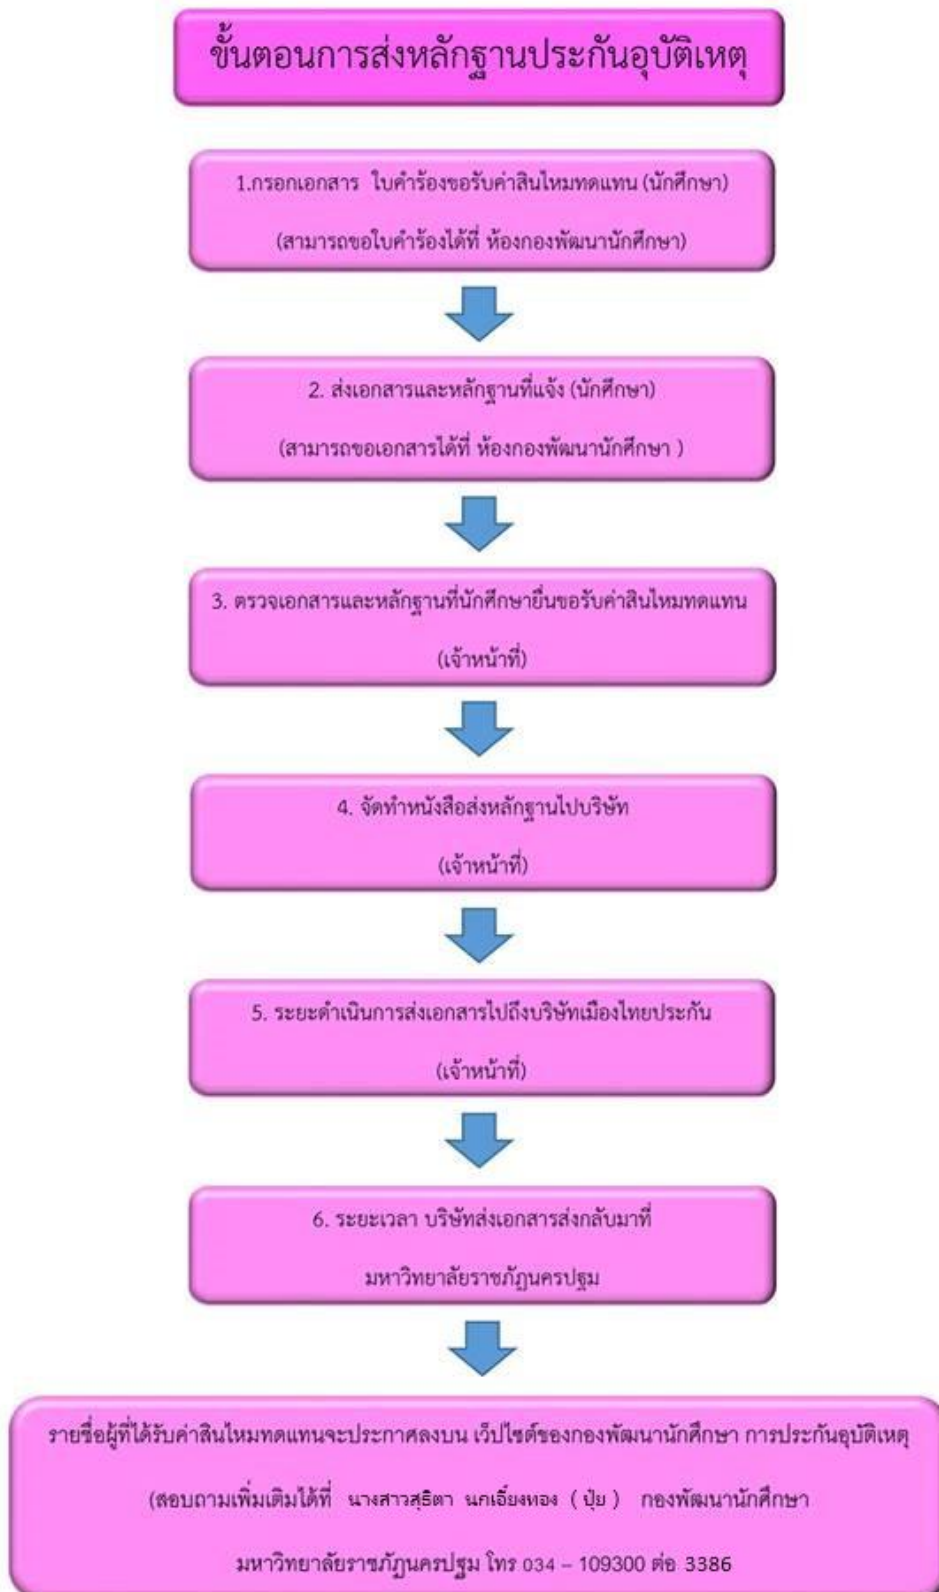 ขั้นตอนการส่งหลักฐานประกันอุบัติเหตุ
1.กรอกเอกสาร ใบคำร้องขอรับค่าสินไหมทดแทน (นักศึกษา)
(สามารถขอใบคำร้องได้ที่ ห้องกองพัฒนานักศึกษา)
2. ส่งเอกสารและหลักฐานที่แจ้ง (นักศึกษา)
(สามารถขอเอกสารได้ที่ ห้องกองพัฒนานักศึกษา )
3. ตรวจเอกสารและหลักฐานที่นักศึกษายื่นขอรับค่าสินไหมทดแทน
(เจ้าหน้าที่)
4. จัดทำหนังสือส่งหลักฐานไปบริษัท
(เจ้าหน้าที่)
5. ระยะดำเนินการส่งเอกสารไปถึงบริษัทเมืองไทยประกัน
(เจ้าหน้าที่)
6. ระยะเวลา บริษัทส่งเอกสารส่งกลับมาที่
มหาวิทยาลัยราชภัฏนครปฐม
รายชื่อผู้ที่ได้รับค่าสินไหมทดแทนจะประกาศลงบน เว็ปไซต์ของกองพัฒนานักศึกษา การประกันอุบัติเหตุ
(สอบถามเพิ่มเติมได้ที่ นางสาวสุธิตา นกเอี้ยงทอง ( ปุ๋ย ) กองพัฒนานักศึกษา
มหาวิทยาลัยราชภัฏนครปฐม โทร 034 – 109300 ต่อ 3386